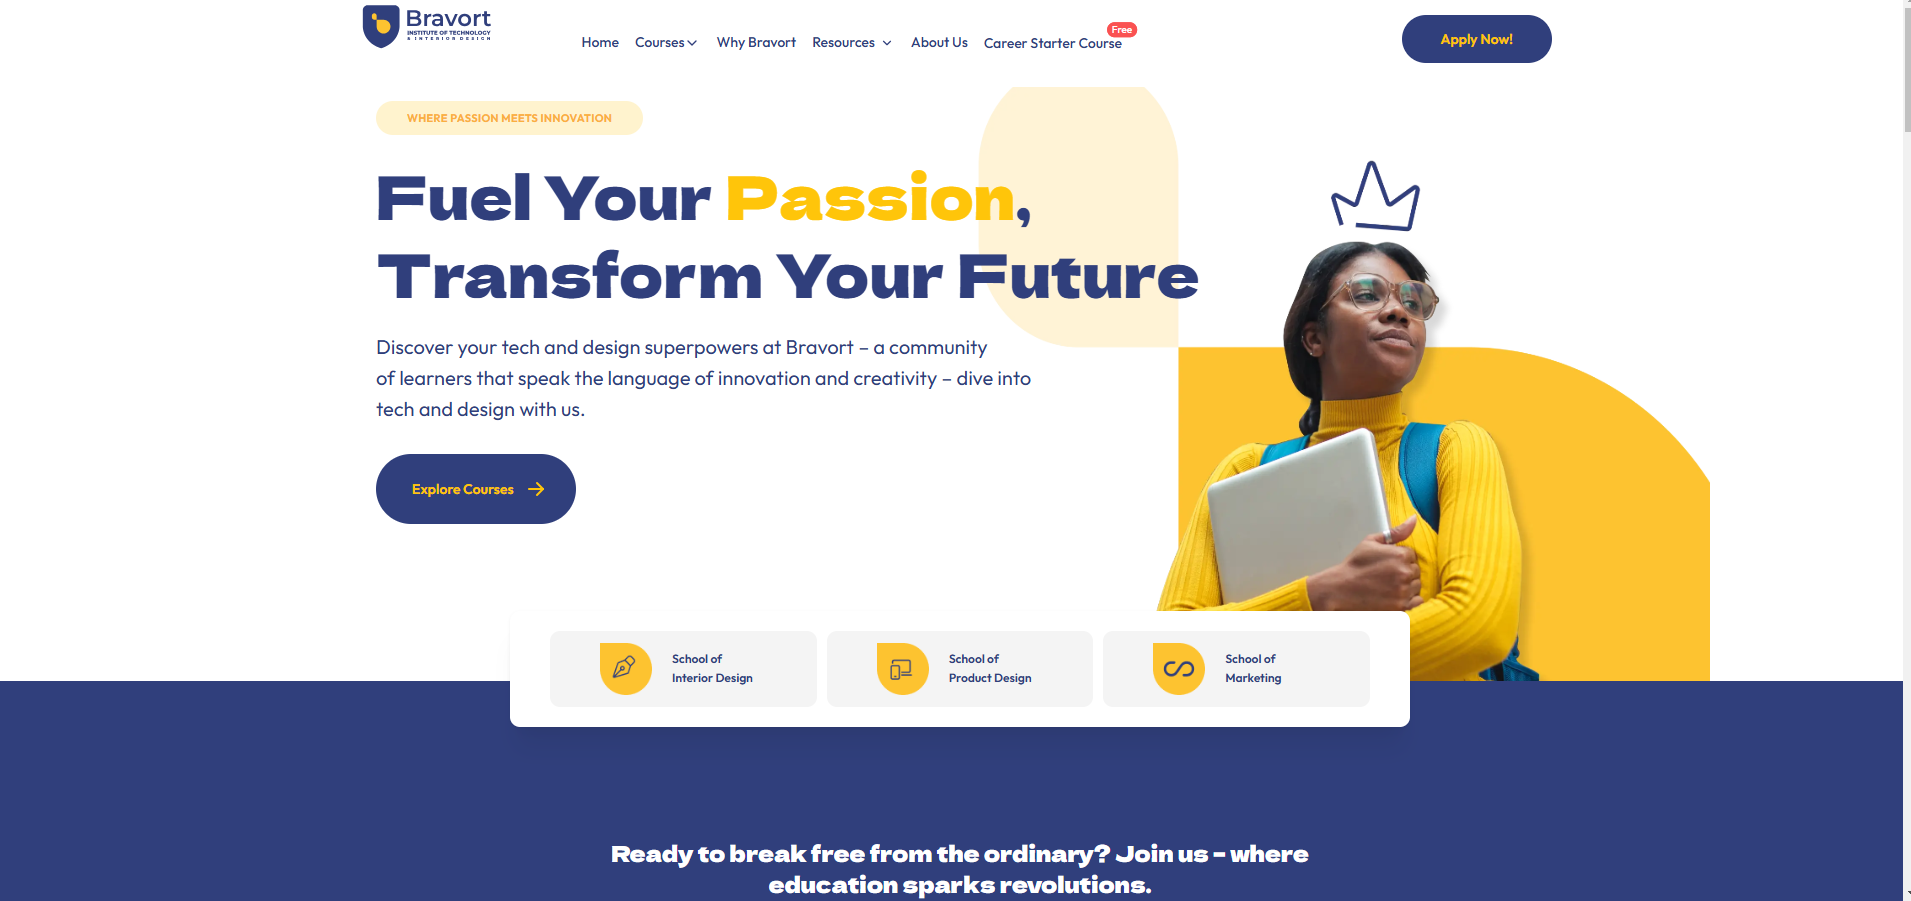 Bravort
INSTITUTE OF TECHNOLOGY
& INTERIOR DESIGN
Home
Courses
Why Bravort
Resources
About Us
Career Starter Course
Free
Apply Now!
WHERE PASSION MEETS INNOVATION
Fuel Your Passion,
Transform Your Future
Discover your tech and design superpowers at Bravort – a community
of learners that speak the language of innovation and creativity – dive into
tech and design with us.
Explore Courses
School of
Interior Design
School of
Product Design
School of
Marketing
Ready to break free from the ordinary? Join us – where
education sparks revolutions.